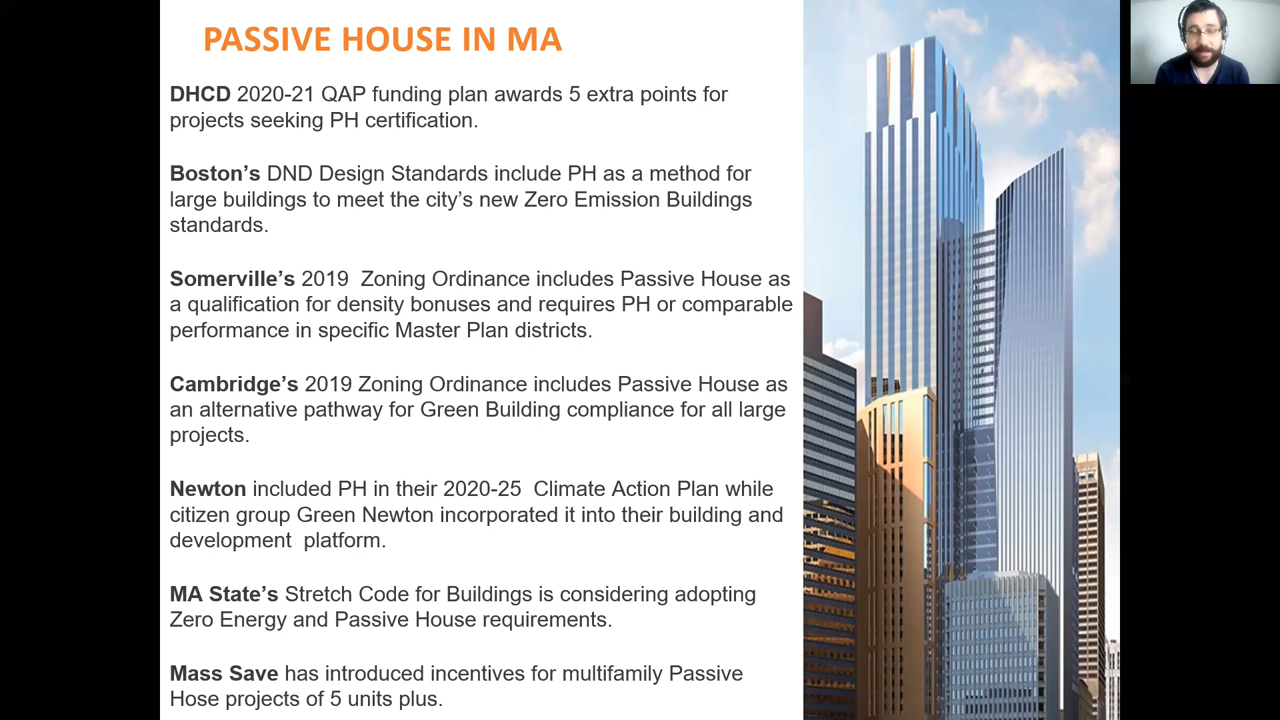 PASSIVE HOUSE IN MA
DHCD 2020-21 QAP funding plan awards 5 extra points for
projects seeking PH certification.
Boston’s DND Design Standards include PH as a method for
large buildings to meet the city’s new Zero Emission Buildings
standards.
Somerville’s 2019  Zoning Ordinance includes Passive House as
a qualification for density bonuses and requires PH or comparable
performance in specific Master Plan districts.
Cambridge’s 2019 Zoning Ordinance includes Passive House as
an alternative pathway for Green Building compliance for all large
projects.
Newton included PH in their 2020-25  Climate Action Plan while
citizen group Green Newton incorporated it into their building and
development  platform.
MA State’s Stretch Code for Buildings is considering adopting
Zero Energy and Passive House requirements.
Mass Save has introduced incentives for multifamily Passive
Hose projects of 5 units plus.